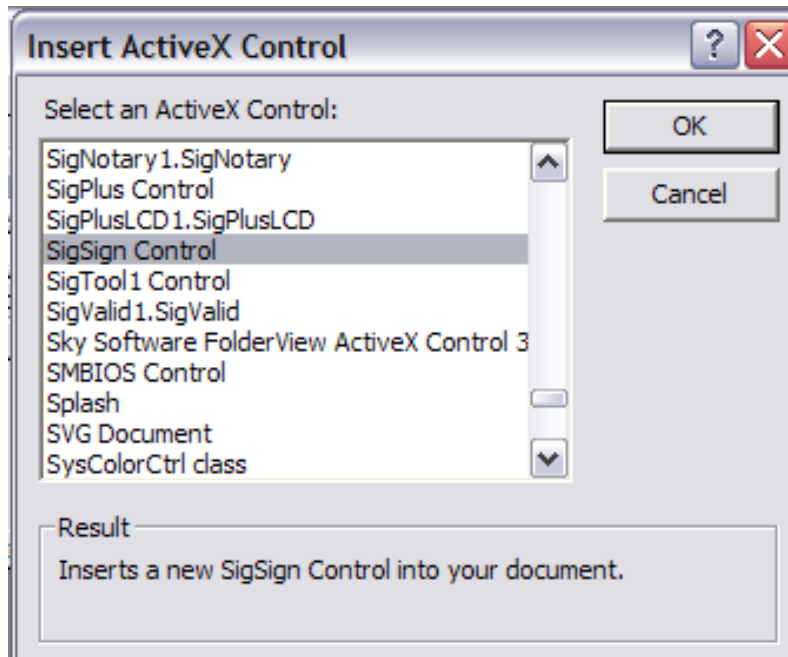 Insert ActiveX Control
Select an ActiveX Control:
SigNotary1.SigNotary
SigPlus Control
SigPlusLCD1.SigPlusLCD
SigSign Control
SigTool1 Control
SigValid1.SigValid
Sky Software FolderView ActiveX Control 3
SMBIOS Control
Splash
SVG Document
SysColorCtrl class
OK
Cancel
Result
Inserts a new SigSign Control into your document.